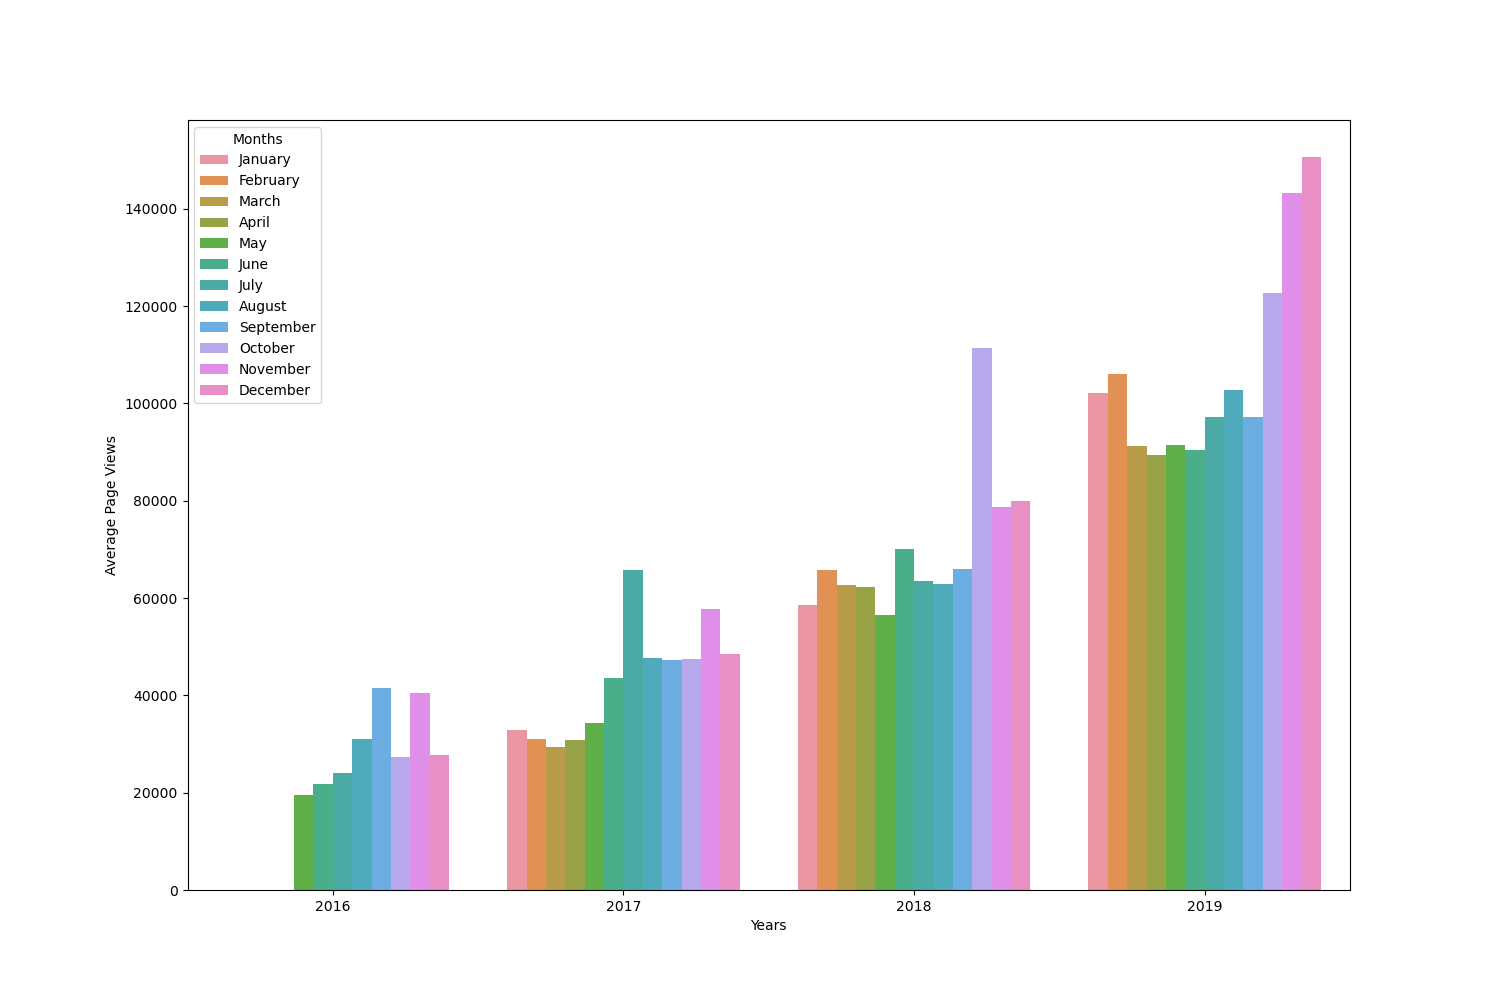 Months
January
February
March
April
May
June
July
August
September
October
November
December
140000
120000
100000
80000
60000
40000
20000
0
Average Page Views
2016 2017 2018 2019
Years